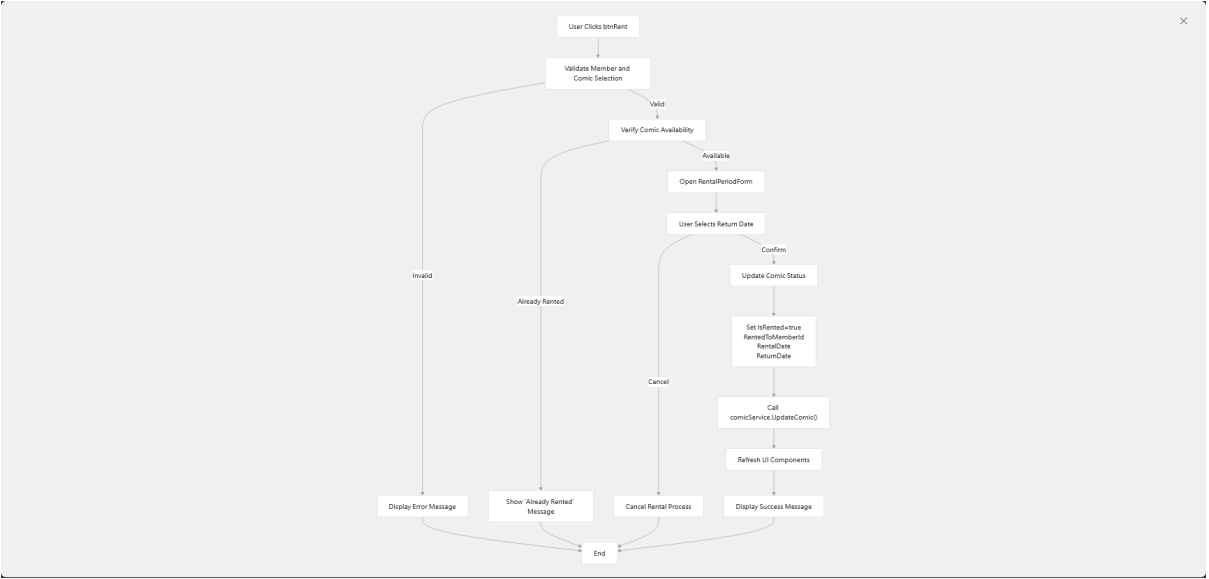 User Clicks btnRent
Validate Member and
Comic Selection
Valid
Verify Comic Availability
Available
Open RentalPeriodForm
User Selects Return Date
Confirm
Invalid
Update Comic Status
Already Rented
Set IsRented=true
RentedToMemberId
RentalDate
ReturnDate
Cancel
Call
comicService.UpdateComic()
Refresh UI Components
Display Error Message
Show 'Already Rented'
Message
Cancel Rental Process
Display Success Message
End